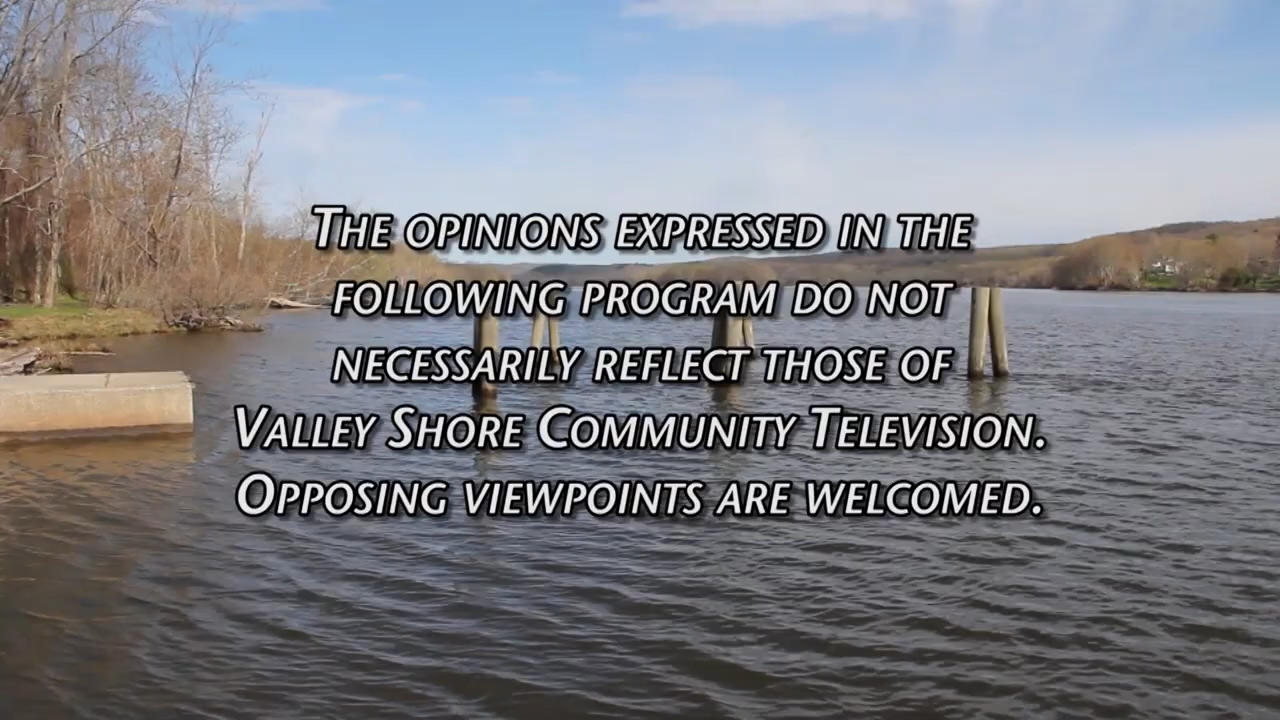 The opinions expressed in the
following program do not
necessarily reflect those of
Valley Shore Community Television.
Opposing viewpoints are welcomed.